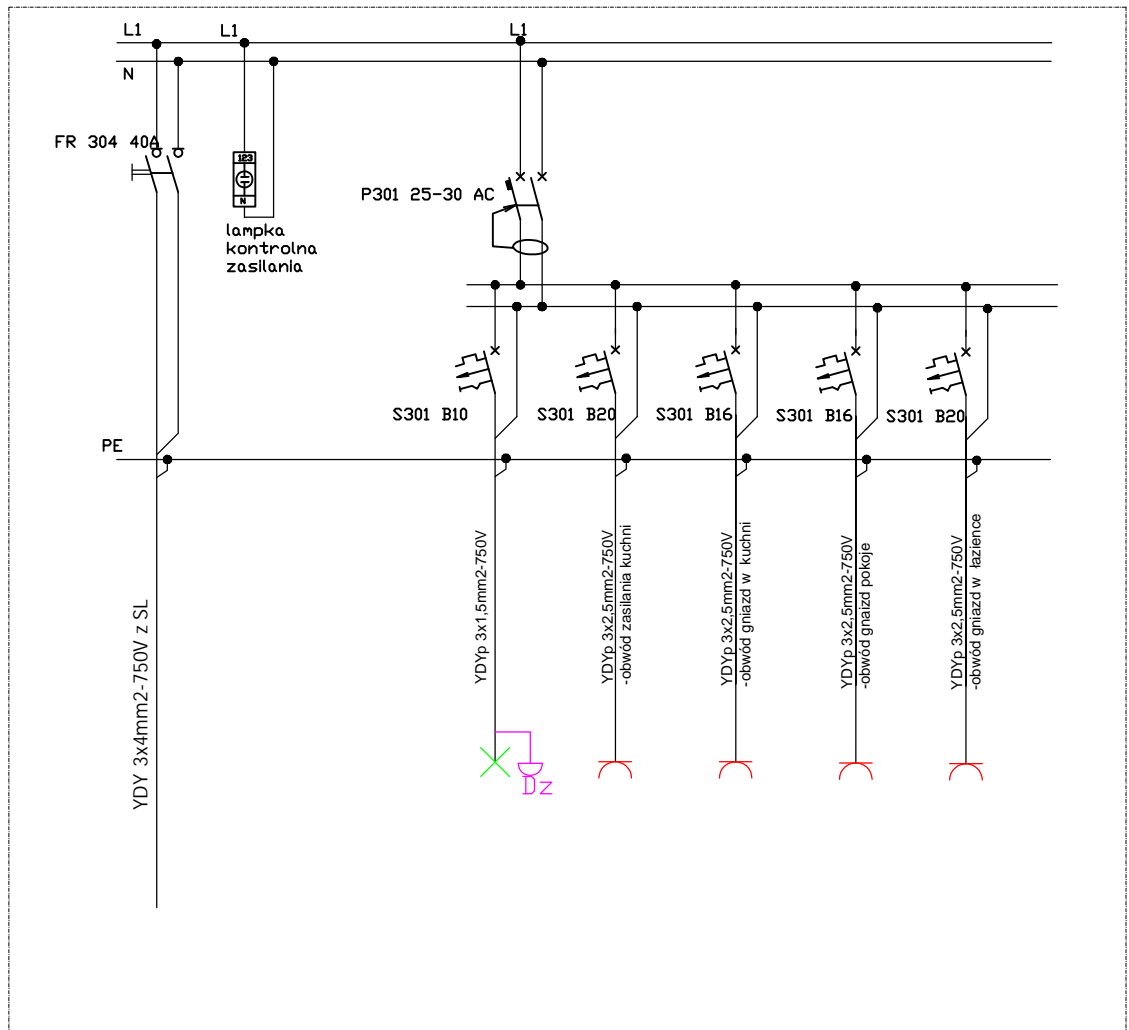 L1
L1
L1
N
FR 304 40A
123
N
P301 25-30 AC
lampka
kontrolna
zasilania
S301 B10
S301 B20
S301 B16
S301 B16
S301 B20
PE
YDY 3x4mm2-750V z SL
YDYp 3x1,5mm2-750V
YDYp 3x2,5mm2-750V
-obwód zasilania kuchni
YDYp 3x2,5mm2-750V
-obwód gniazd w kuchni
YDYp 3x2,5mm2-750V
-obwód gnaizd pokoje
YDYp 3x2,5mm2-750V
-obwód gniazd w łazience
Dz